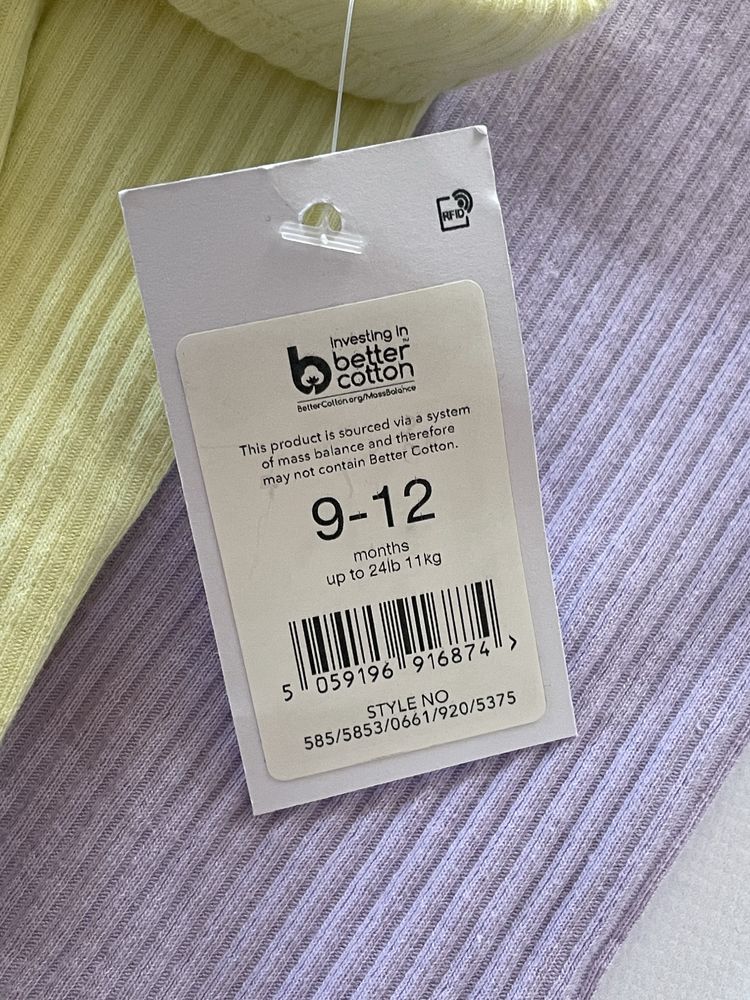 RFID
Investing In
better
cotton™
BetterCotton.org/MassBalance
This product is sourced via a system
of mass balance and therefore
may not contain Better Cotton.
9-12
months
up to 24lb 11kg
5 059196 916874 >
STYLE NO
585/5853/0661/920/5375